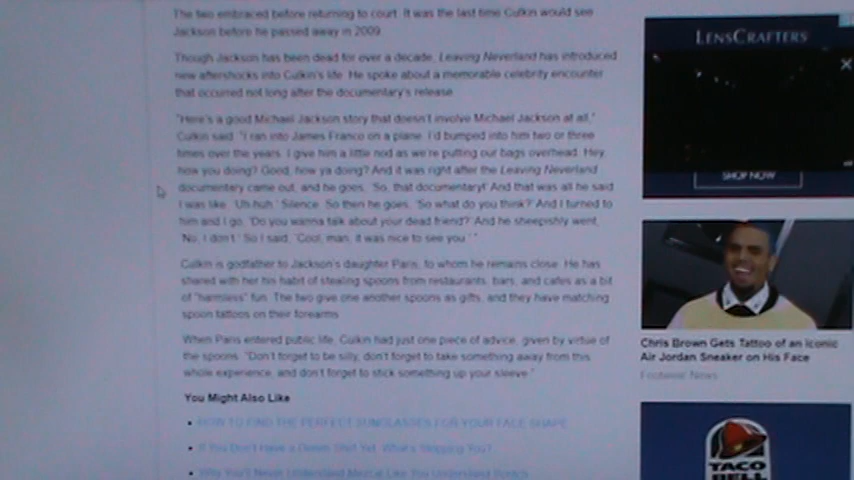 The two embraced before returning to court. It was the last time Culkin would see
Jackson before he passed away in 2009.
Though Jackson has been dead for over a decade, Leaving Neverland has introduced
new aftershocks into Culkin's life. He spoke about a memorable celebrity encounter
that occurred not long after the documentary's release.
"Here's a good Michael Jackson story that doesn't involve Michael Jackson at all,"
Culkin said. "I ran into James Franco on a plane. I'd bumped into him two or three
times over the years. I give him a little nod as we're putting our bags overhead. Hey,
how you doing? Good, how ya doing? And it was right after the Leaving Neverland
documentary came out, and he goes, 'So, that documentary!' And that was all he said.
I was like, 'Uh-huh.' Silence. So then he goes, 'So what do you think?' And I turned to
him and I go, 'Do you wanna talk about your dead friend?' And he sheepishly went,
'No, I don't.' So I said, 'Cool, man, it was nice to see you.'"
Culkin is godfather to Jackson's daughter Paris, to whom he remains close. He has
shared with her his habit of stealing spoons from restaurants, bars, and cafes as a bit
of "harmless" fun. The two give one another spoons as gifts, and they have matching
spoon tattoos on their forearms.
When Paris entered public life, Culkin had just one piece of advice, given by virtue of
the spoons. "Don't forget to be silly, don't forget to take something away from this
whole experience, and don't forget to stick something up your sleeve."
You Might Also Like
HOW TO FIND THE PERFECT SUNGLASSES FOR YOUR FACE SHAPE
If You Don't Have a Denim Shirt Yet, What's Stopping You?
Why You'll Never Understand Mezcal Like You Understand
LENSCRAFTERS
SHOP NOW
Chris Brown Gets Tattoo of an Iconic
Air Jordan Sneaker on His Face
Footwear News
TACO
BELL